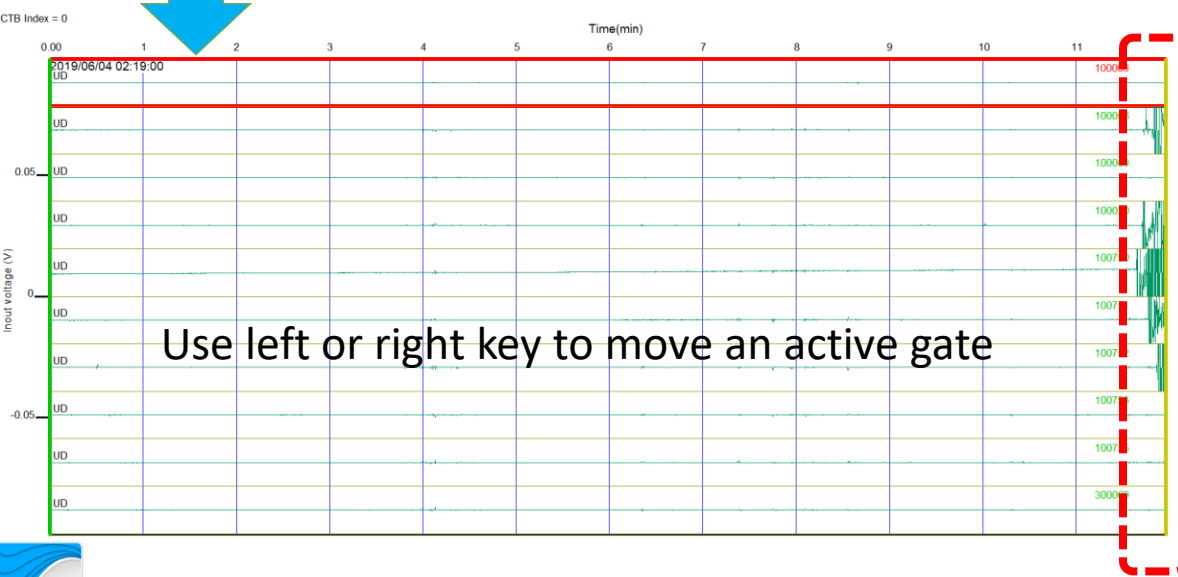 CTB Index = 0
Time(min)
0.00 1 2 3 4 5 6 7 8 9 10 11
2019/06/04 02:19:00
UD
UD
0.05
UD
UD
Inout voltage (V)
UD
0
UD
Use left or right key to move an active gate
UD
-0.05
UD
UD
UD